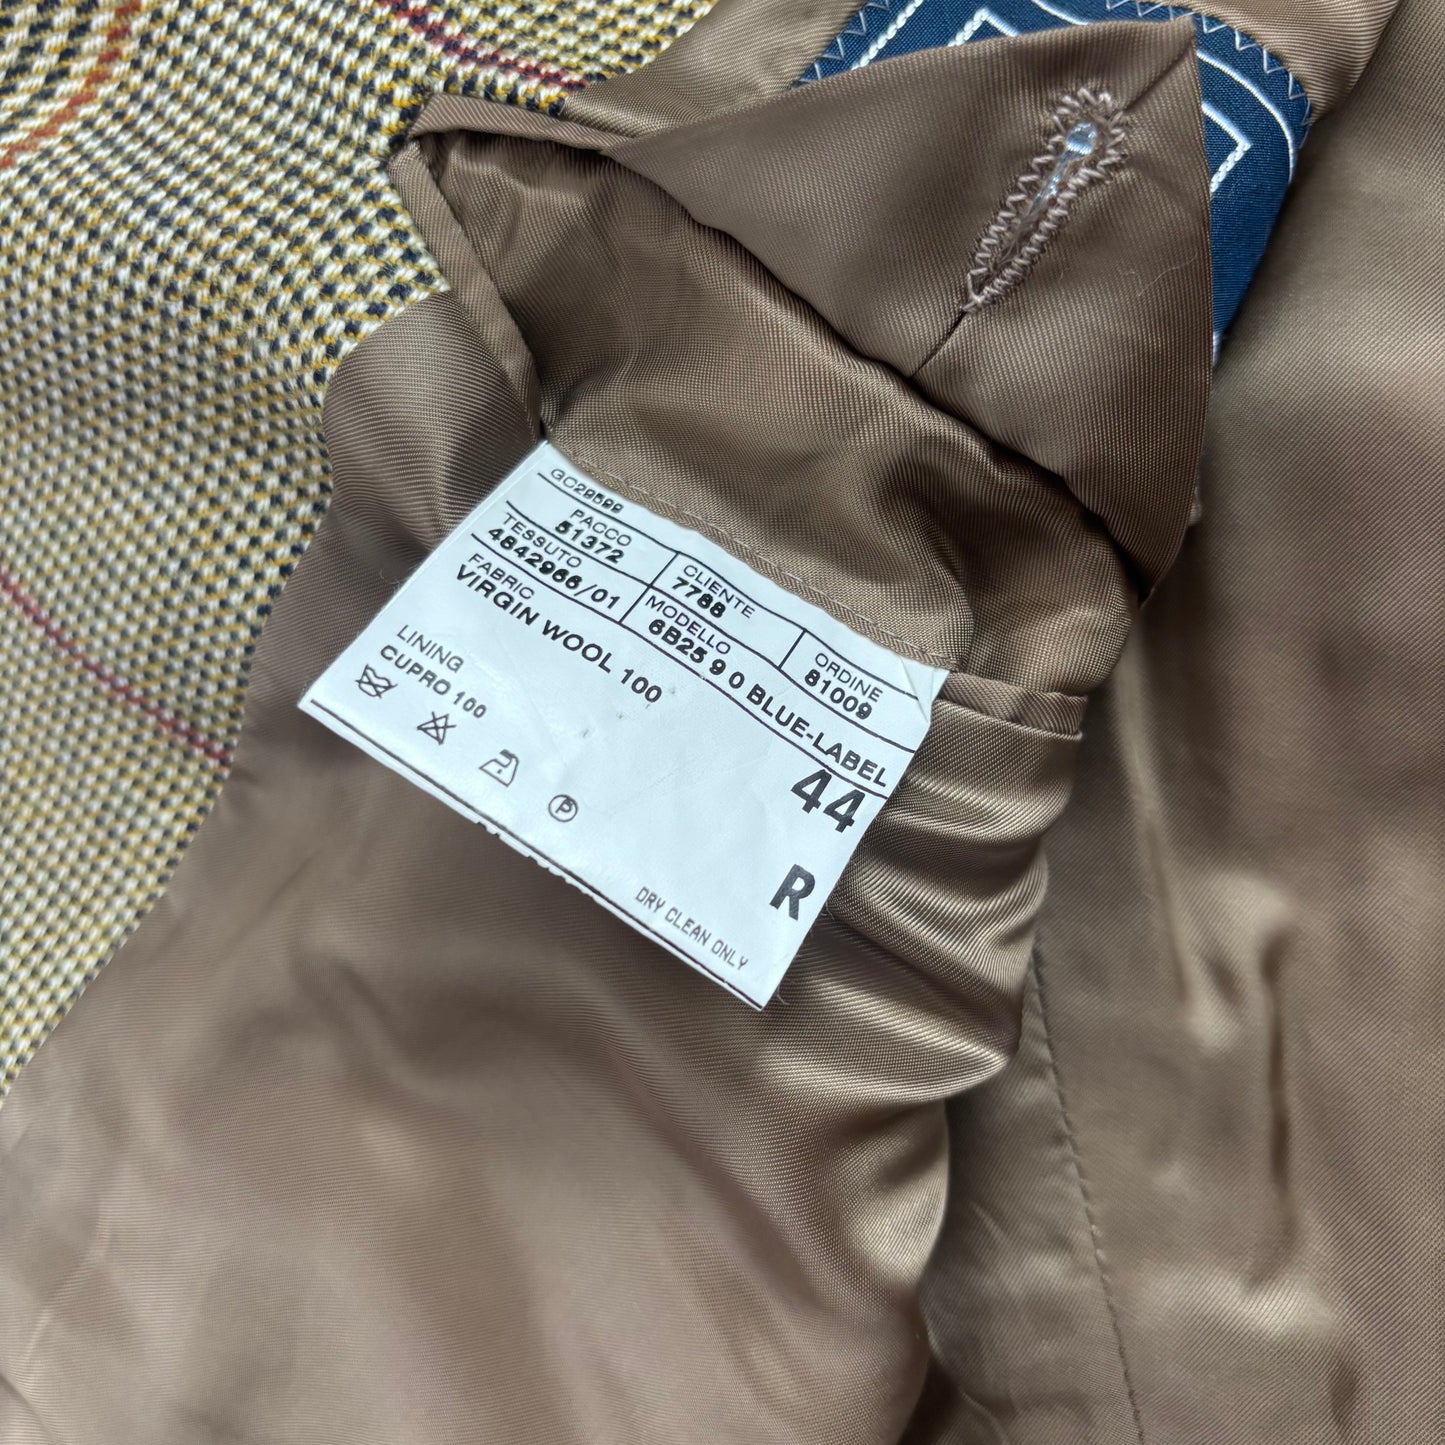 GC29599
PACCO
51372
CLIENTE
7788
ORDINE
81009
TESSUTO
4842966/01
MODELLO
6B25 9 0 BLUE-LABEL
FABRIC
VIRGIN WOOL 100
44
LINING
CUPRO 100
R
P
DRY CLEAN ONLY